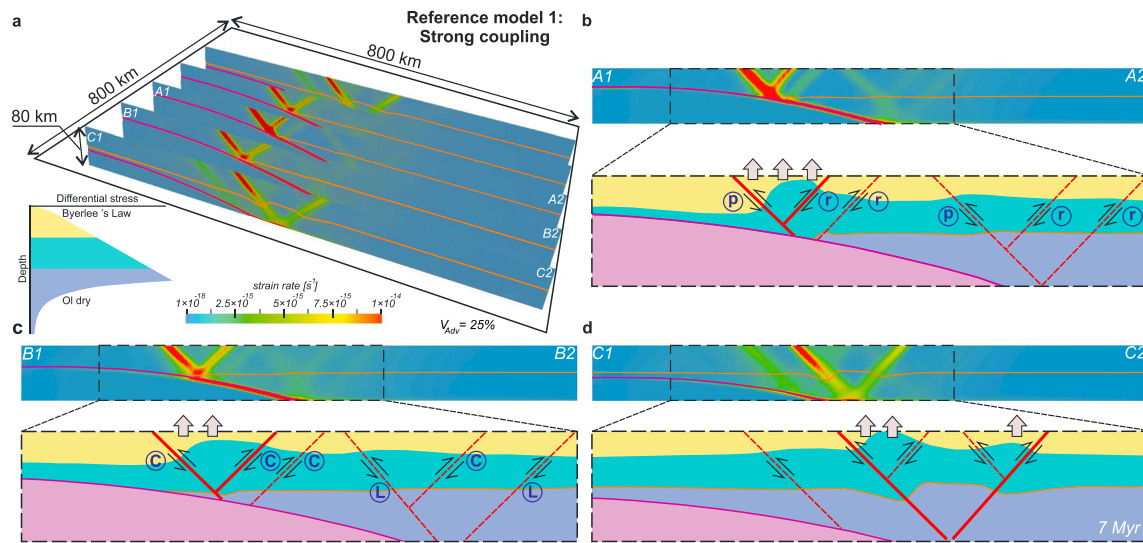 a
Reference model 1:
Strong coupling
800 km
800 km
80 km
A1
B1
C1
A2
B2
C2
Differential stress
Byerlee 's Law
Depth
Ol dry
strain rate [s⁻¹]
1×10⁻¹⁸ 2.5×10⁻¹⁵ 5×10⁻¹⁵ 7.5×10⁻¹⁵ 1×10⁻¹⁴
V_Adv = 25%
b
A1 A2
p r r p r r
c
B1 B2
C C C L C L
d
C1 C2
7 Myr